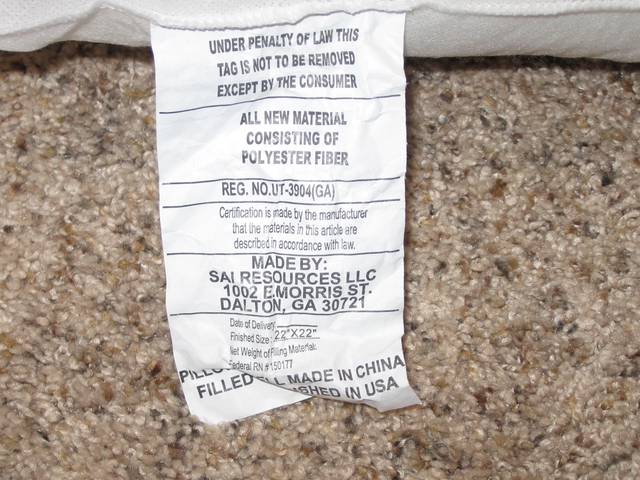 UNDER PENALTY OF LAW THIS
TAG IS NOT TO BE REMOVED
EXCEPT BY THE CONSUMER
ALL NEW MATERIAL
CONSISTING OF
POLYESTER FIBER
REG. NO.UT-3904(GA)
Certification is made by the manufacturer
that the materials in this article are
described in accordance with law.
MADE BY:
SAI RESOURCES LLC
1002 E.MORRIS ST.
DALTON, GA 30721
Date of Delivery:
Finished Size: 22"X22"
Net Weight of Filling Material:
Federal RN # 150177
MADE IN CHINA
FILLED IN USA